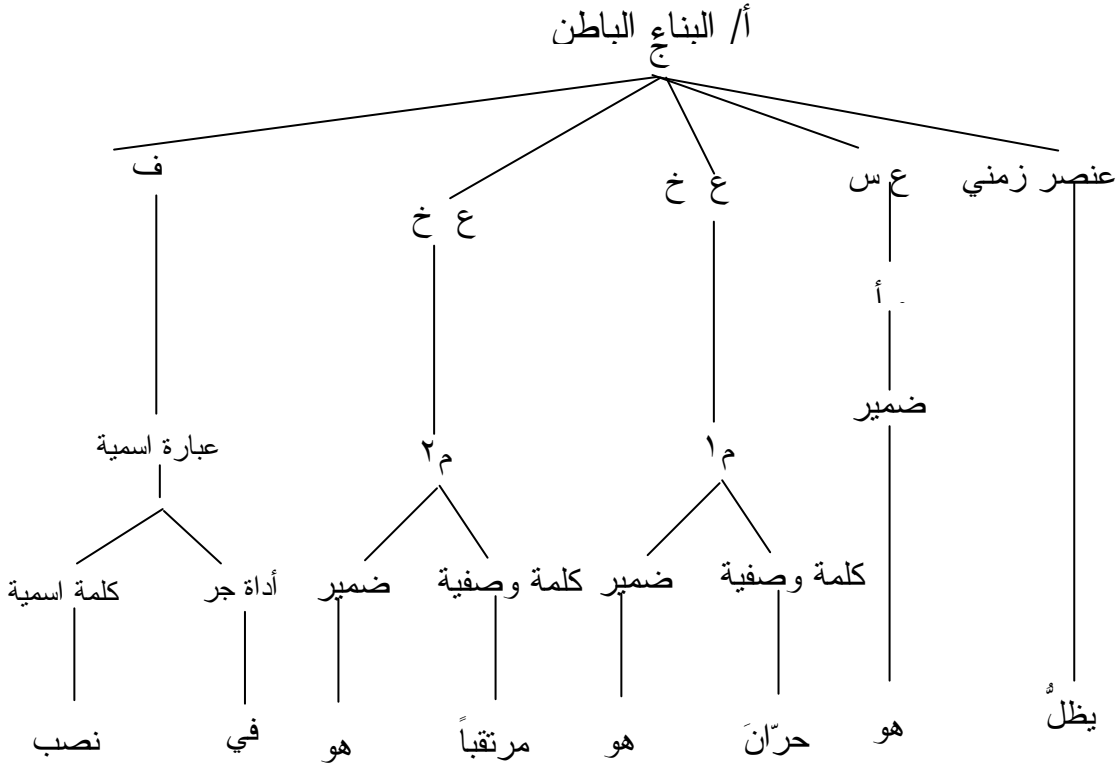 أ/ البناء الباطن
ج
عنصر زمني ع س ع خ ع خ ف
أ
ضمير
م١ م٢ عبارة اسمية
كلمة وصفية ضمير كلمة وصفية ضمير أداة جر كلمة اسمية
يظلُّ هو حرّانَ هو مرتقباً هو في نصب